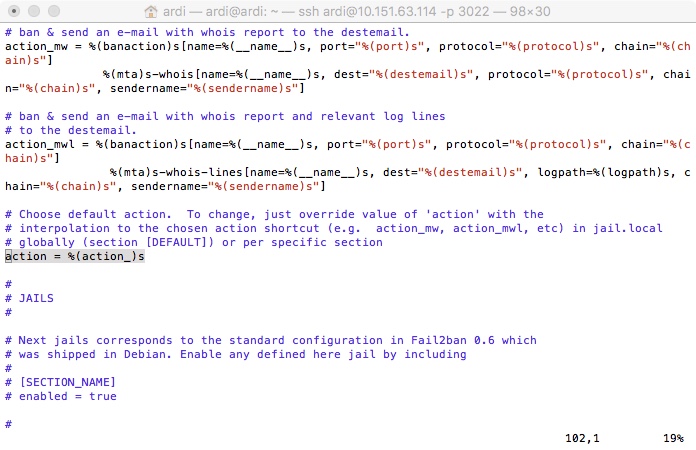 ardi — ardi@ardi: ~ — ssh ardi@10.151.63.114 -p 3022 — 98×30
# ban & send an e-mail with whois report to the destemail.
action_mw = %(banaction)s[name=%(__name__)s, port="%(port)s", protocol="%(protocol)s", chain="%(ch
ain)s"]
%(mta)s-whois[name=%(__name__)s, dest="%(destemail)s", protocol="%(protocol)s", chai
n="%(chain)s", sendername="%(sendername)s"]
# ban & send an e-mail with whois report and relevant log lines
# to the destemail.
action_mwl = %(banaction)s[name=%(__name__)s, port="%(port)s", protocol="%(protocol)s", chain="%(c
hain)s"]
%(mta)s-whois-lines[name=%(__name__)s, dest="%(destemail)s", logpath=%(logpath)s, c
hain="%(chain)s", sendername="%(sendername)s"]
# Choose default action.  To change, just override value of 'action' with the
# interpolation to the chosen action shortcut (e.g.  action_mw, action_mwl, etc) in jail.local
# globally (section [DEFAULT]) or per specific section
action = %(action_)s
#
# JAILS
#
# Next jails corresponds to the standard configuration in Fail2ban 0.6 which
# was shipped in Debian. Enable any defined here jail by including
#
# [SECTION_NAME]
# enabled = true
#
102,1 19%